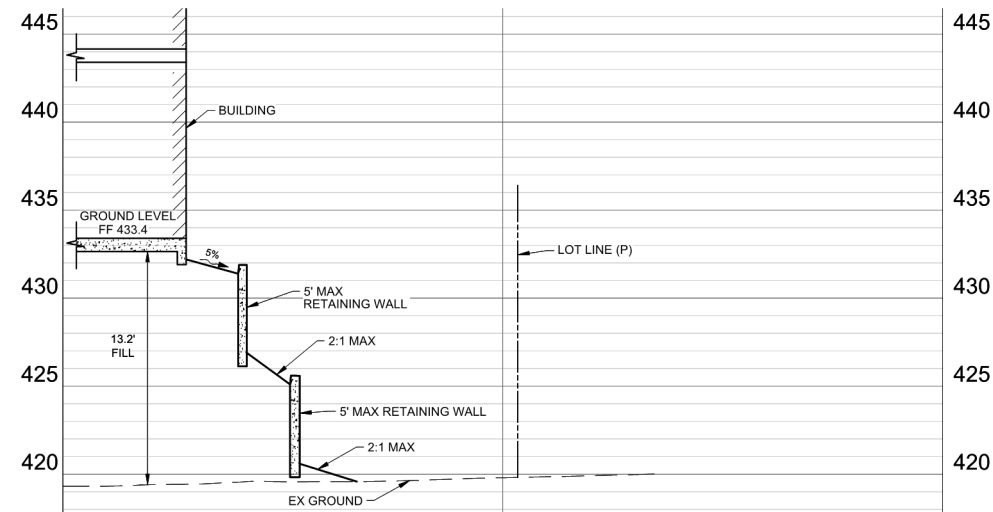 445
445
BUILDING
440
440
435
435
GROUND LEVEL
FF 433.4
5%
LOT LINE (P)
430
430
5' MAX
RETAINING WALL
13.2'
FILL
2:1 MAX
425
425
5' MAX RETAINING WALL
2:1 MAX
420
420
EX GROUND